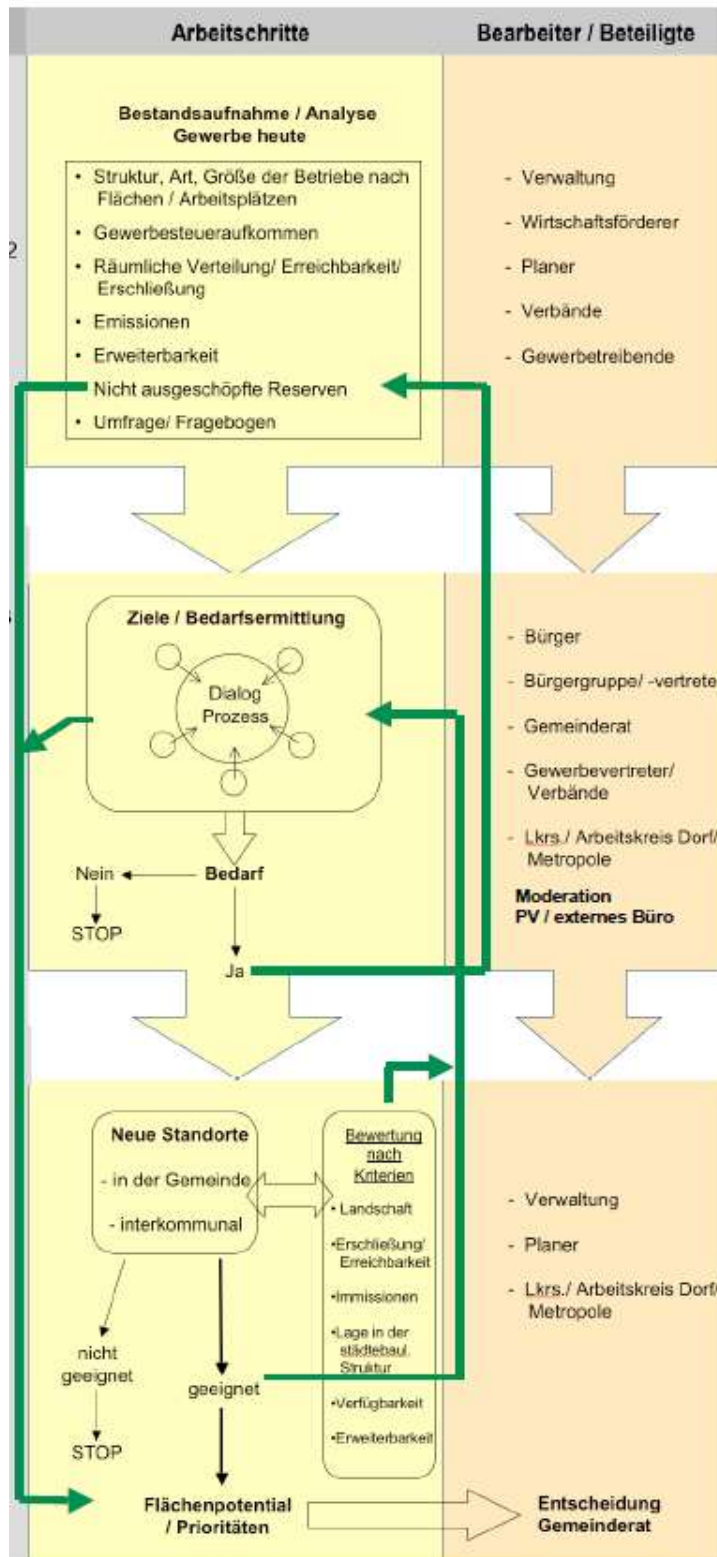 Arbeitschritte
Bearbeiter / Beteiligte
2
Bestandsaufnahme / Analyse
Gewerbe heute
• Struktur, Art, Größe der Betriebe nach
Flächen / Arbeitsplätzen
• Gewerbesteueraufkommen
• Räumliche Verteilung/ Erreichbarkeit/
Erschließung
• Emissionen
• Erweiterbarkeit
Nicht ausgeschöpfte Reserven
• Umfrage/ Fragebogen
- Verwaltung
- Wirtschaftsförderer
- Planer
- Verbände
- Gewerbetreibende
Ziele / Bedarfsermittlung
Dialog
Prozess
Bedarf
Nein
STOP
Ja
- Bürger
- Bürgergruppe/ -vertrete
- Gemeinderat
- Gewerbevertreter/
Verbände
- Lkrs./ Arbeitskreis Dorf/
Metropole
Moderation
PV / externes Büro
Neue Standorte
- in der Gemeinde
- interkommunal
Bewertung
nach
Kriterien
• Landschaft
•Erschließung/
Erreichbarkeit
•Immissionen
•Lage in der
städtebaul.
Struktur
•Verfügbarkeit
•Erweiterbarkeit
nicht
geeignet
STOP
geeignet
Flächenpotential
/ Prioritäten
- Verwaltung
- Planer
- Lkrs./ Arbeitskreis Dorf/
Metropole
Entscheidung
Gemeinderat